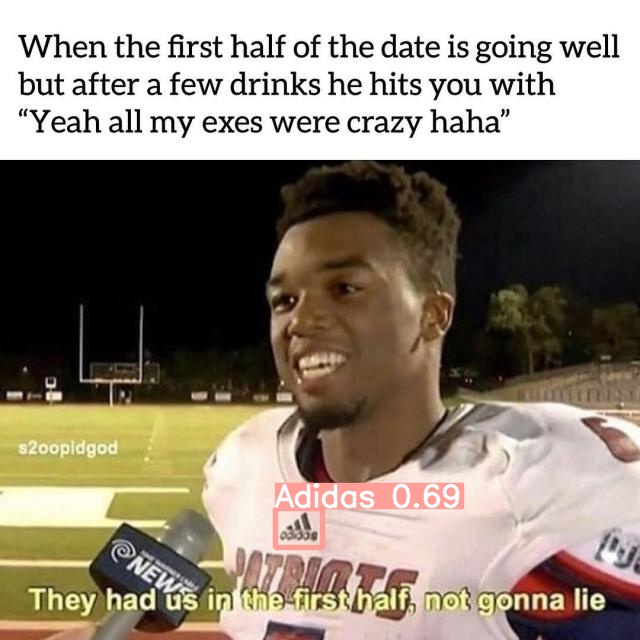 When the first half of the date is going well
but after a few drinks he hits you with
“Yeah all my exes were crazy haha”
s2oopidgod
Adidas 0.69
adidas
NEWS
PATRIOTS
They had us in the first half, not gonna lie